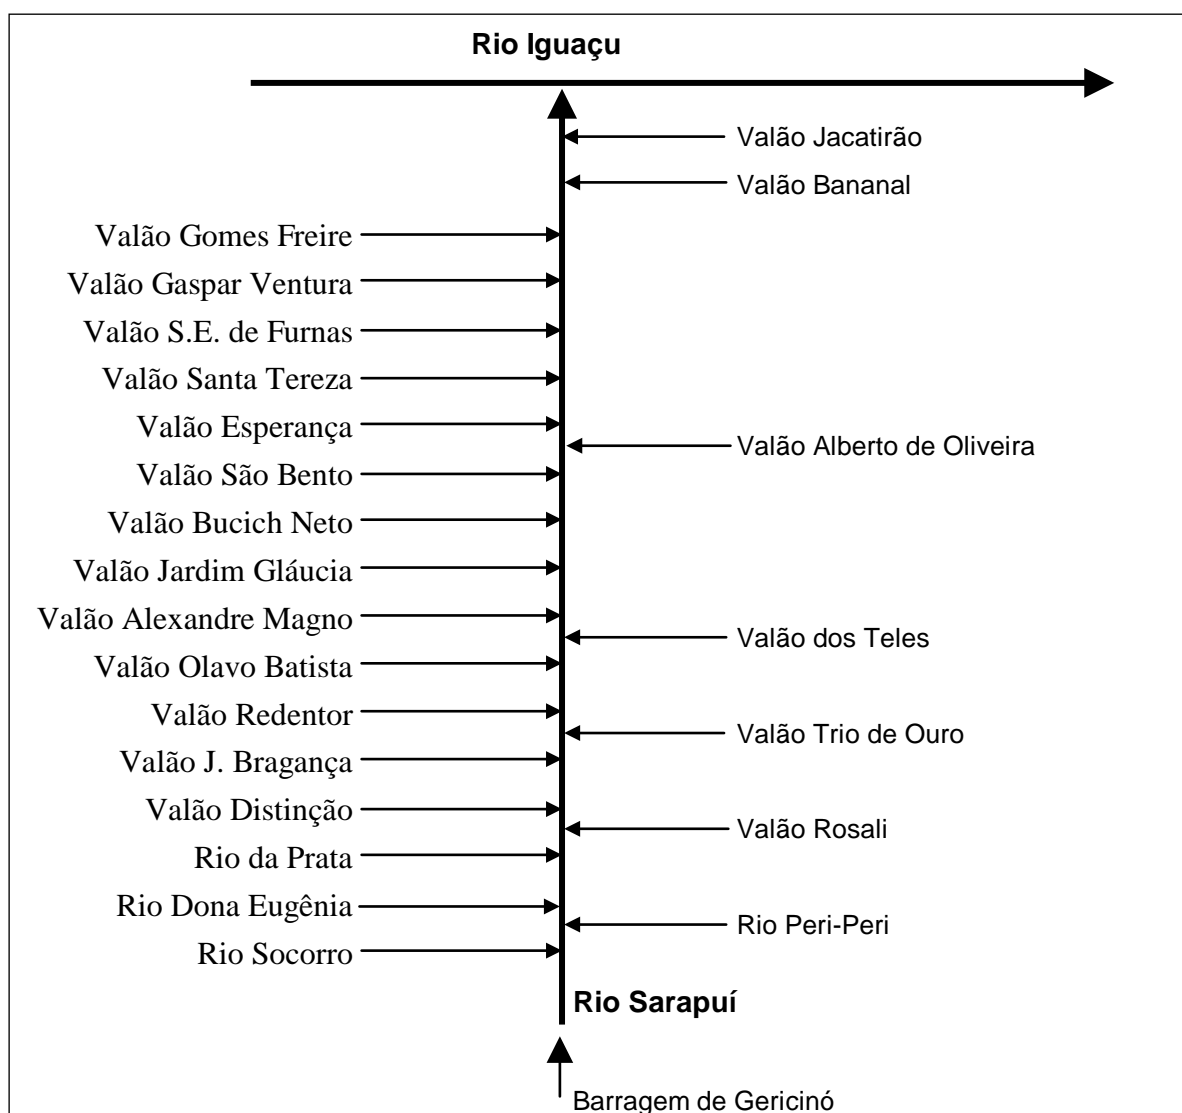 Rio Iguaçu
Valão Jacatirão
Valão Bananal
Valão Gomes Freire
Valão Gaspar Ventura
Valão S.E. de Furnas
Valão Santa Tereza
Valão Esperança
Valão Alberto de Oliveira
Valão São Bento
Valão Bucich Neto
Valão Jardim Gláucia
Valão Alexandre Magno
Valão dos Teles
Valão Olavo Batista
Valão Redentor
Valão Trio de Ouro
Valão J. Bragança
Valão Distinção
Valão Rosali
Rio da Prata
Rio Dona Eugênia
Rio Peri-Peri
Rio Socorro
Rio Sarapuí
Barragem de Gericinó